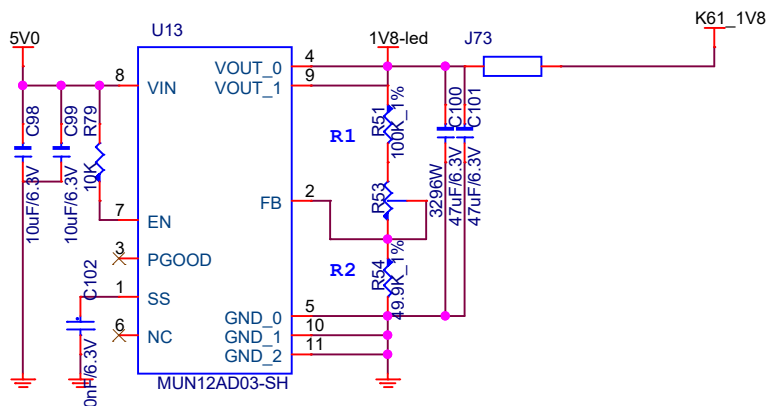 5V0
U13
1V8-led
J73
K61_1V8
8
VIN
VOUT_0
4
VOUT_1
9
C98
10uF/6.3V
C99
10uF/6.3V
R79
10K
R1
R51
100K_1%
C100
47uF/6.3V
C101
47uF/6.3V
FB
2
R53
3296W
7
EN
3
PGOOD
R2
R54
49.9K_1%
C102
0nF/6.3V
1
SS
6
NC
GND_0
5
GND_1
10
GND_2
11
MUN12AD03-SH